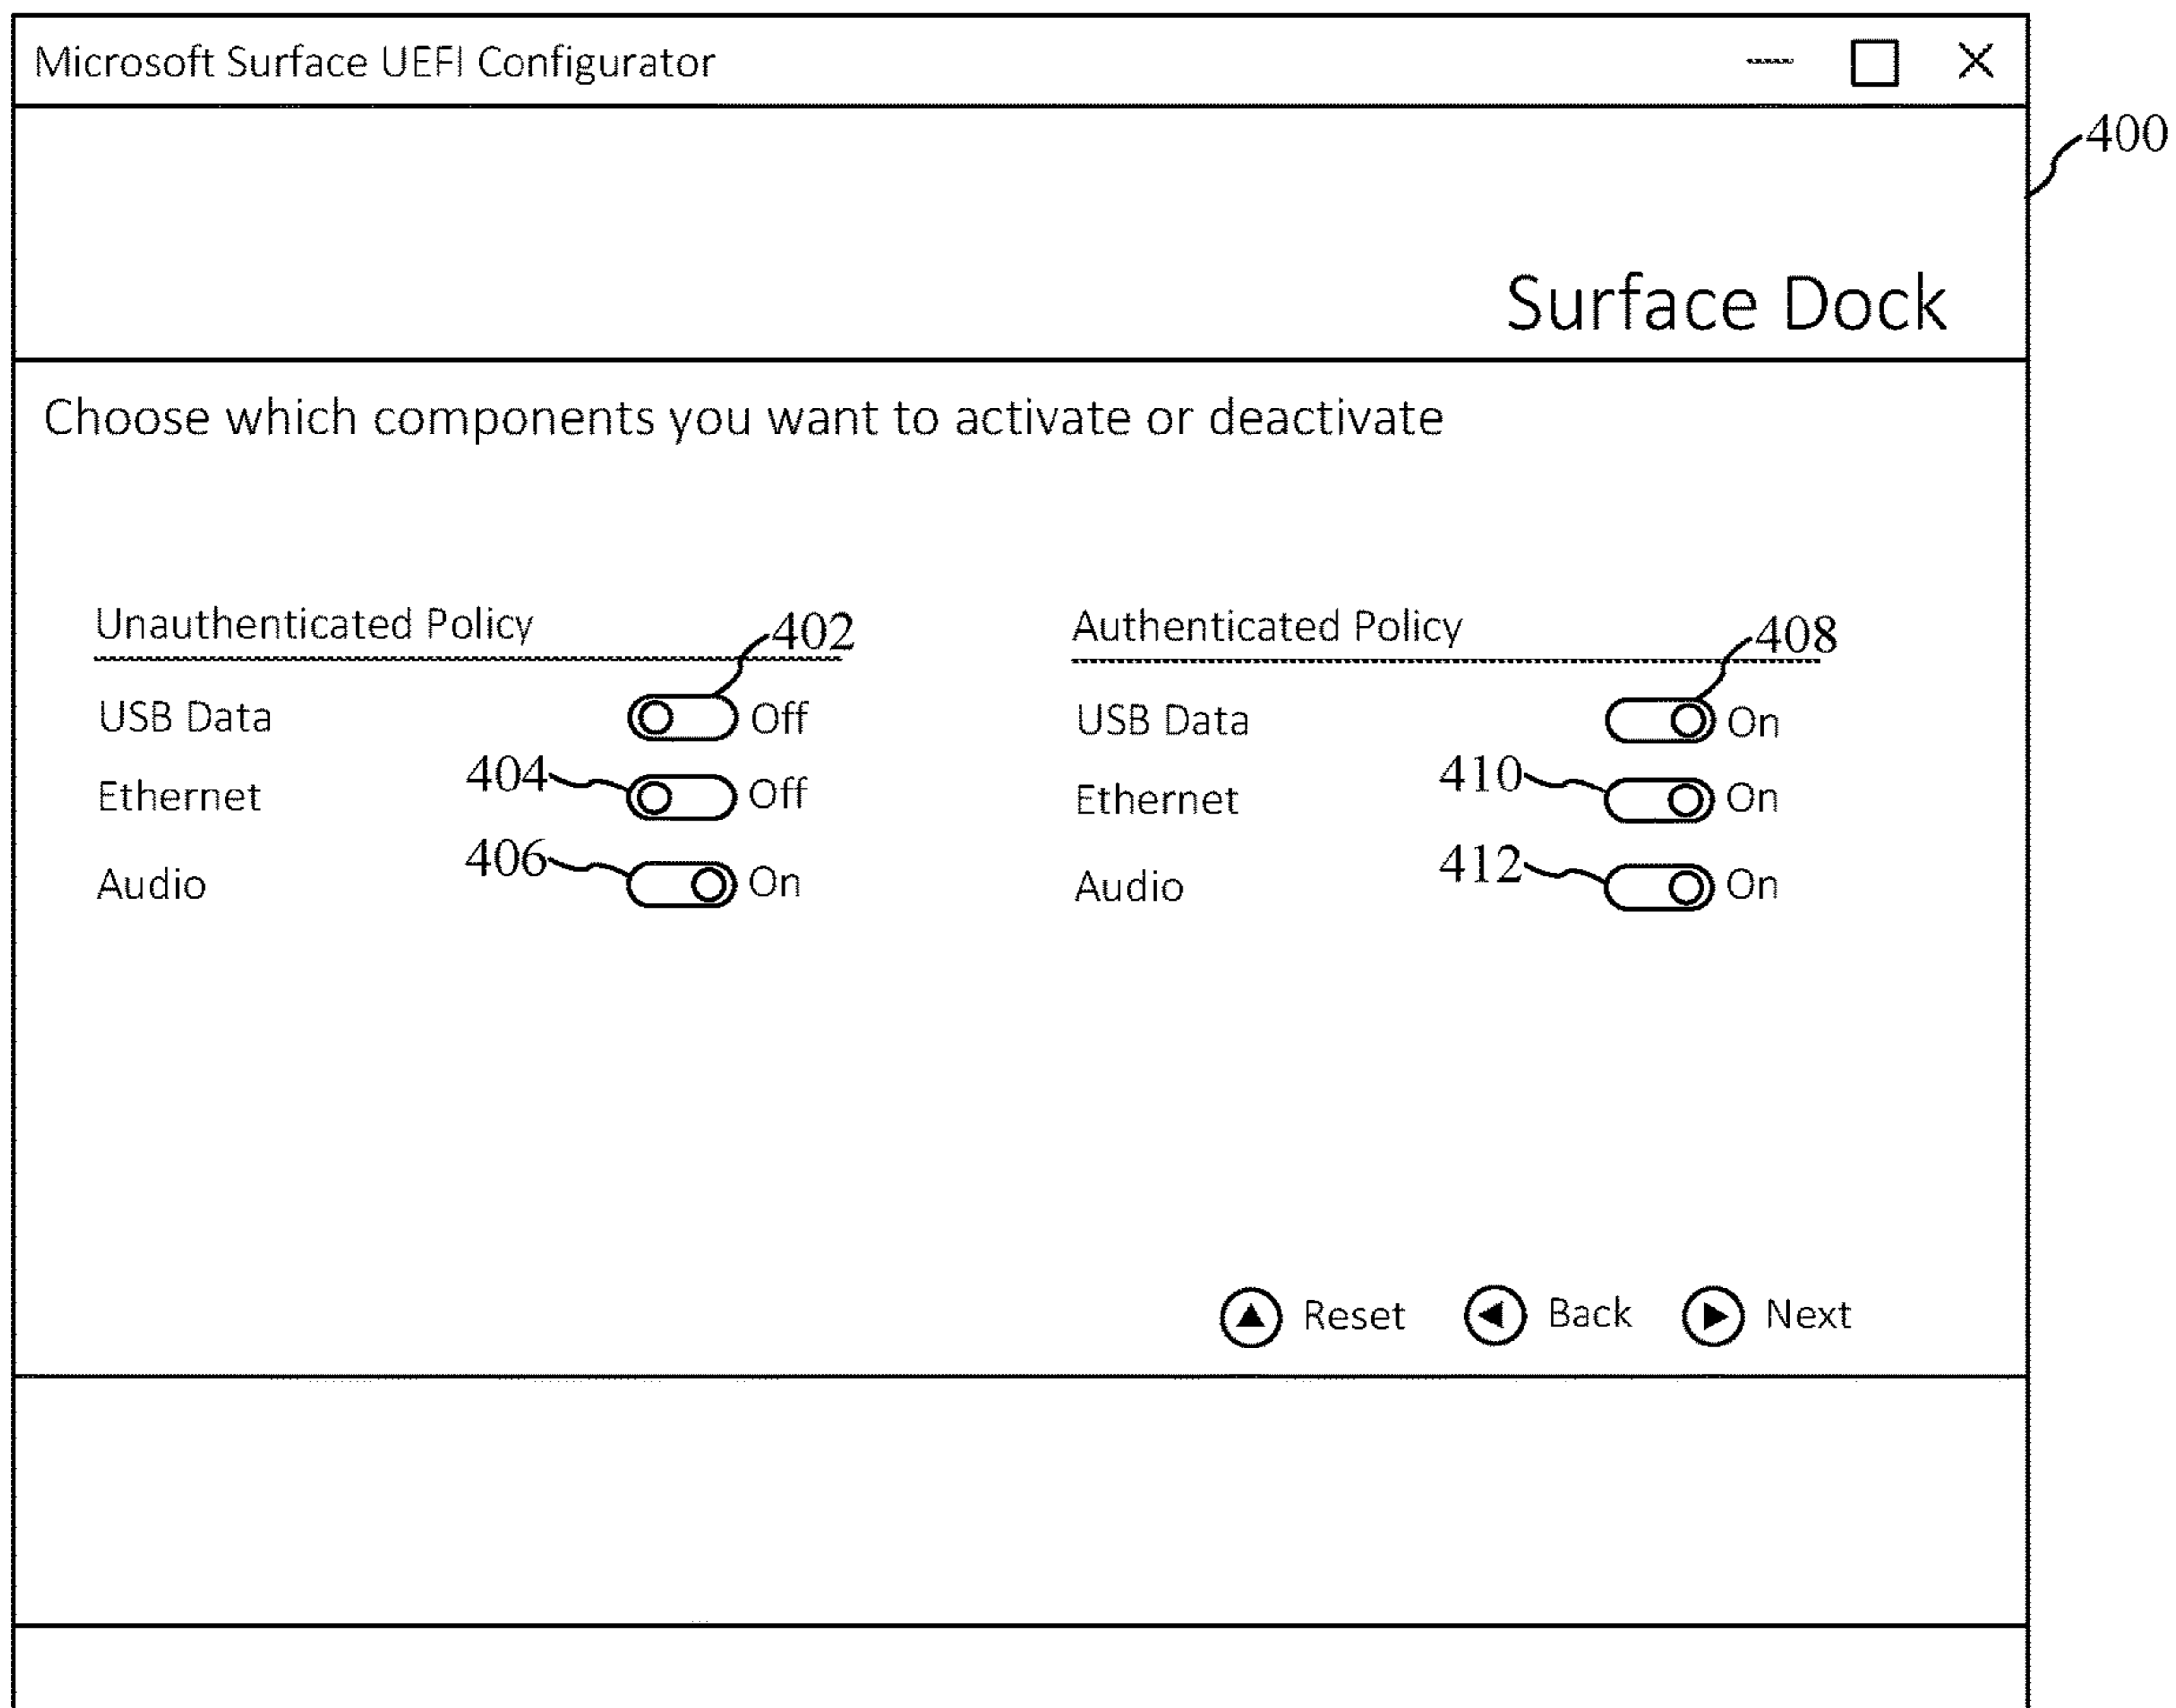 Microsoft Surface UEFI Configurator
400
Surface Dock
Choose which components you want to activate or deactivate
Unauthenticated Policy
402
USB Data Off
404
Ethernet Off
406
Audio On
Authenticated Policy
408
USB Data On
410
Ethernet On
412
Audio On
Reset Back Next